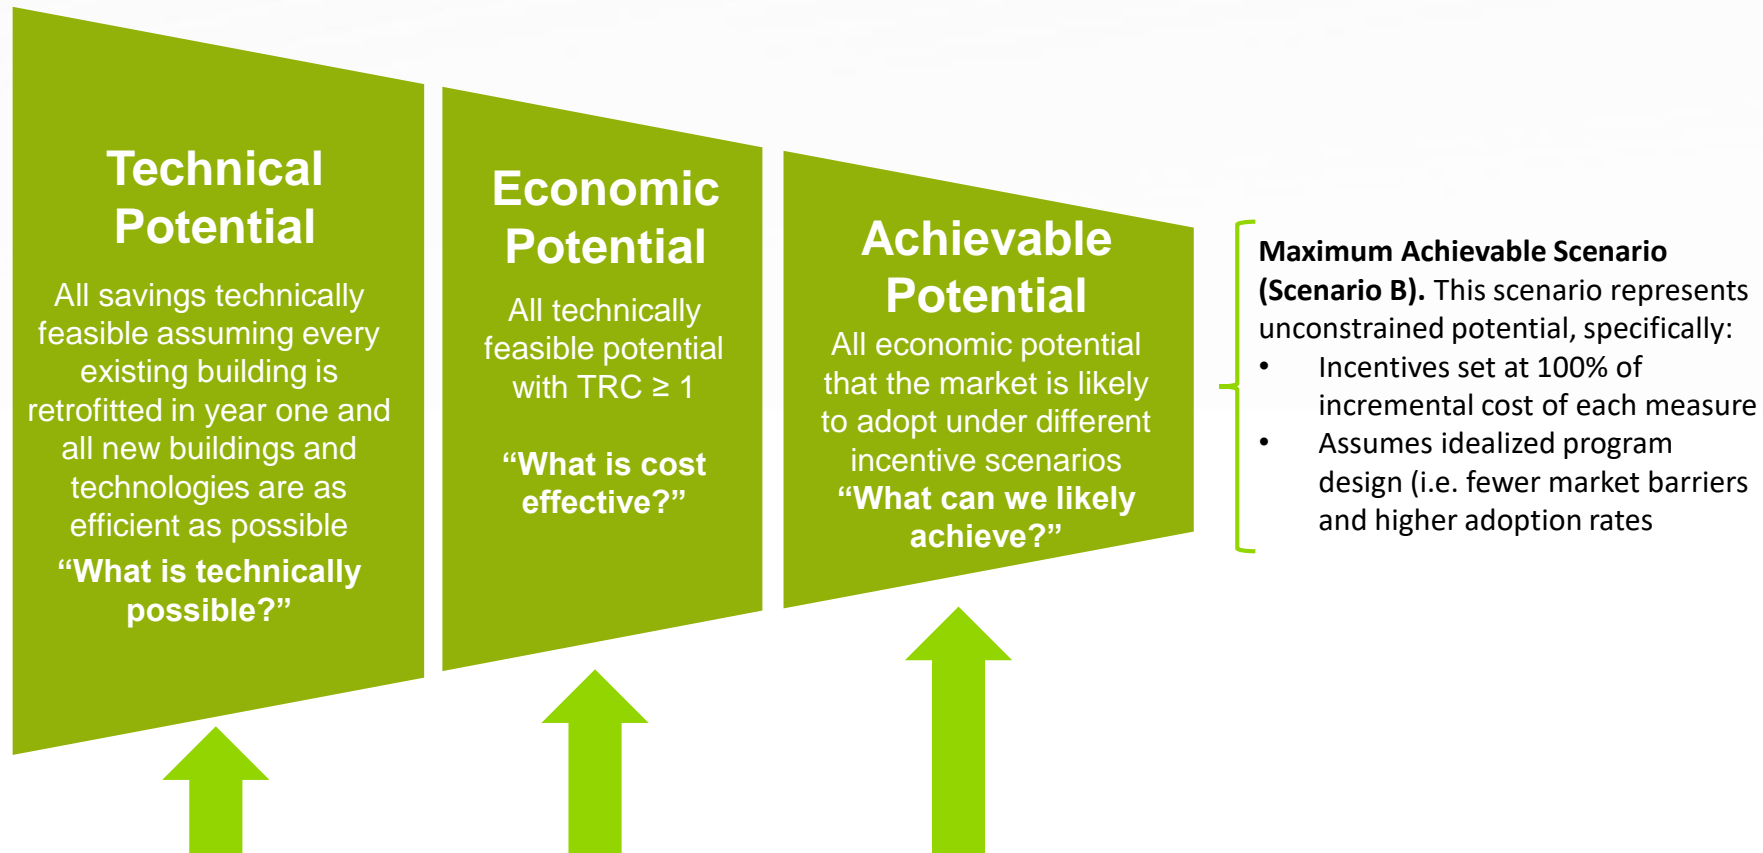 Technical
Potential
All savings technically
feasible assuming every
existing building is
retrofitted in year one and
all new buildings and
technologies are as
efficient as possible
“What is technically
possible?”
Economic
Potential
All technically
feasible potential
with TRC ≥ 1
“What is cost
effective?”
Achievable
Potential
All economic potential
that the market is likely
to adopt under different
incentive scenarios
“What can we likely
achieve?”
Maximum Achievable Scenario
(Scenario B). This scenario represents
unconstrained potential, specifically:
• Incentives set at 100% of
incremental cost of each measure
• Assumes idealized program
design (i.e. fewer market barriers
and higher adoption rates